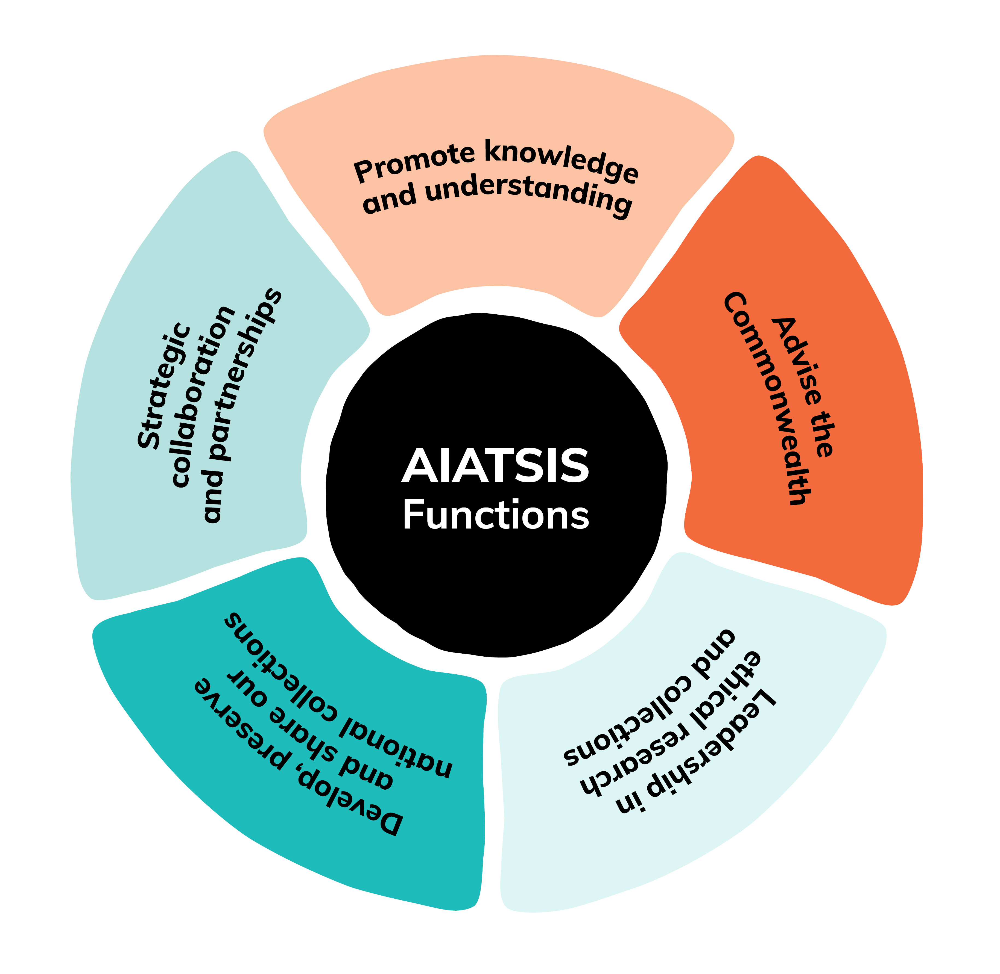 Promote knowledge
and understanding
Advise the
Commonwealth
Leadership in
ethical research
and collections
Develop, preserve
and share our
national collections
Strategic
collaboration
and partnerships
AIATSIS
Functions